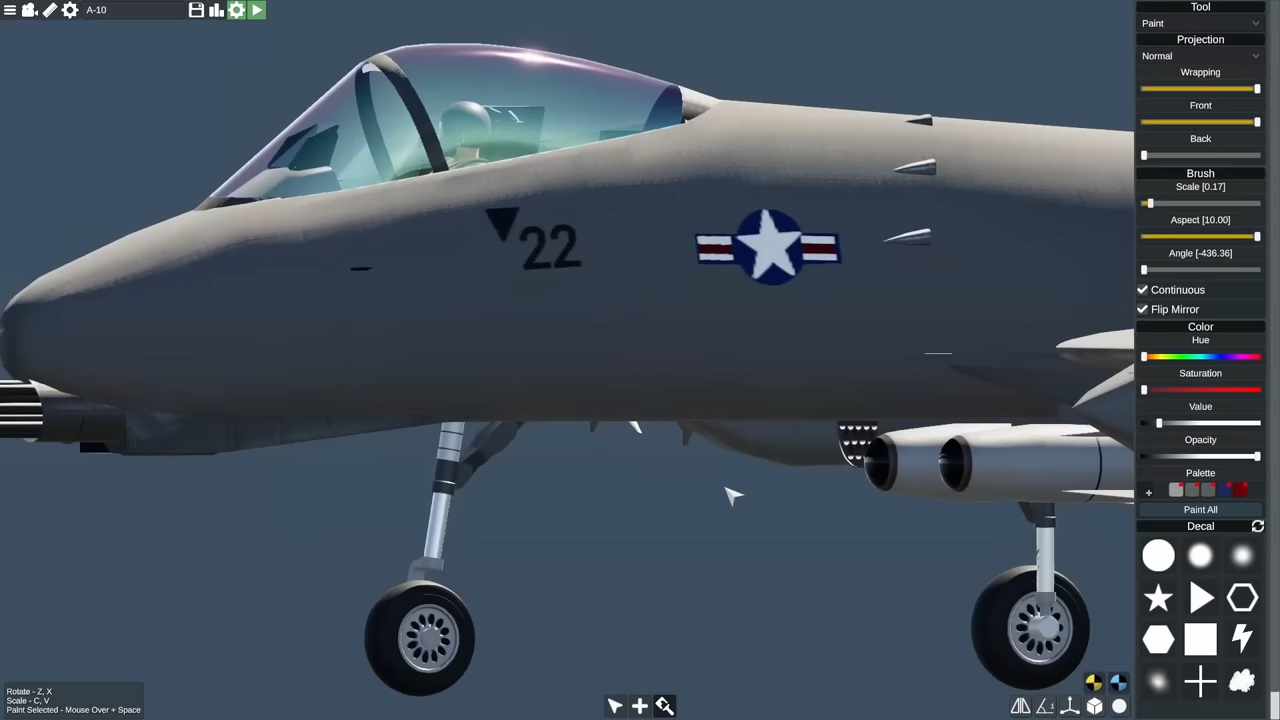 A-10
Tool
Paint
Projection
Normal
Wrapping
Front
Back
Brush
Scale [0.17]
Aspect [10.00]
Angle [-436.36]
Continuous
Flip Mirror
Color
Hue
Saturation
Value
Opacity
Palette
Paint All
Decal
22
Rotate - Z, X
Scale - C, V
Paint Selected - Mouse Over + Space